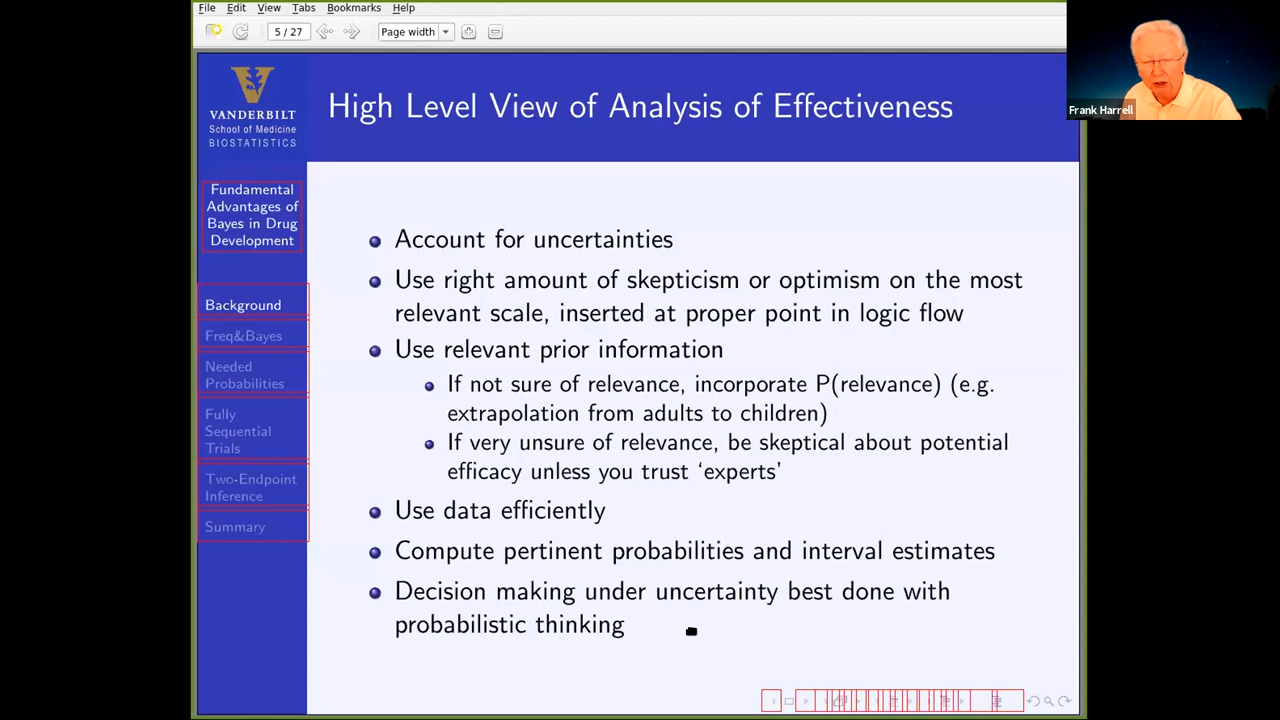 File Edit View Tabs Bookmarks Help
5 / 27 Page width
Frank Harrell
VANDERBILT
School of Medicine
BIOSTATISTICS
High Level View of Analysis of Effectiveness
Fundamental
Advantages of
Bayes in Drug
Development
Background
Freq&Bayes
Needed
Probabilities
Fully
Sequential
Trials
Two-Endpoint
Inference
Summary
Account for uncertainties
Use right amount of skepticism or optimism on the most
relevant scale, inserted at proper point in logic flow
Use relevant prior information
If not sure of relevance, incorporate P(relevance) (e.g.
extrapolation from adults to children)
If very unsure of relevance, be skeptical about potential
efficacy unless you trust ‘experts’
Use data efficiently
Compute pertinent probabilities and interval estimates
Decision making under uncertainty best done with
probabilistic thinking